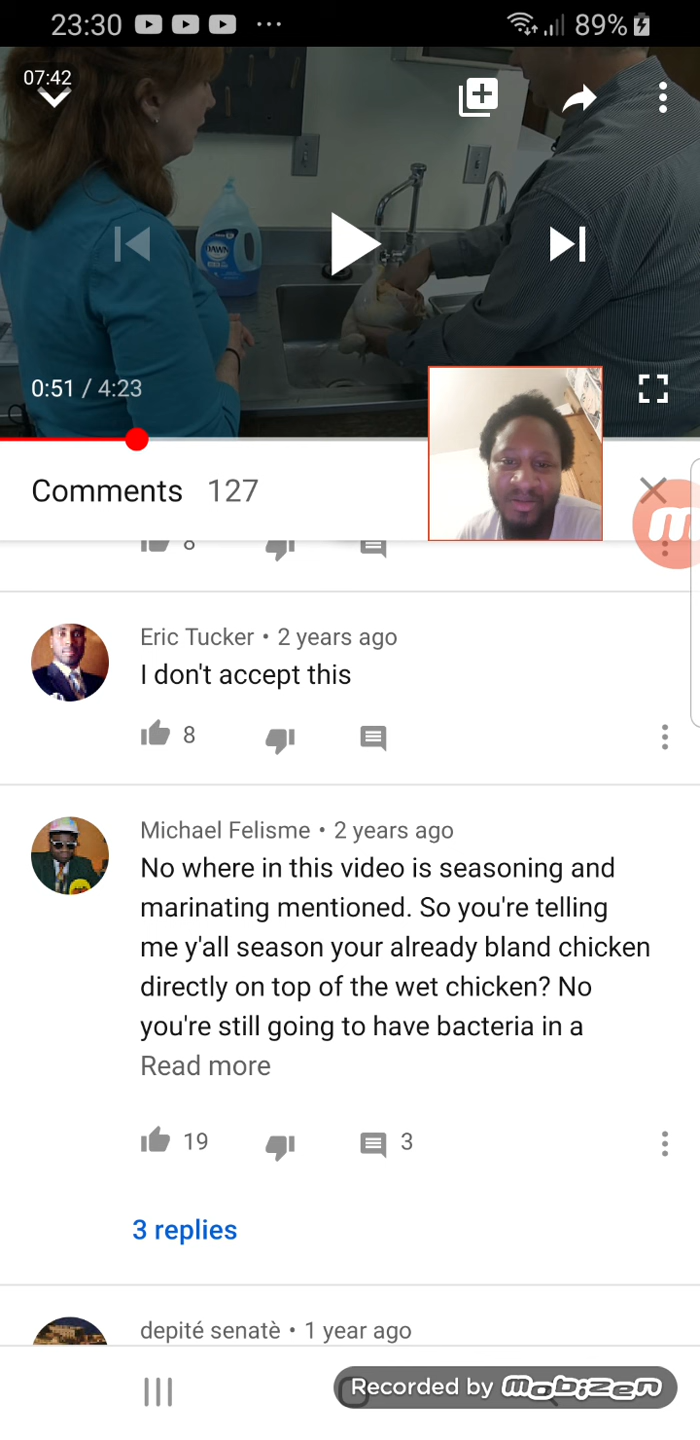 23:30 ... 89%
07:42
DAWN
0:51 / 4:23
Comments 127
8
Eric Tucker • 2 years ago
I don't accept this
8
Michael Felisme • 2 years ago
No where in this video is seasoning and
marinating mentioned. So you're telling
me y'all season your already bland chicken
directly on top of the wet chicken? No
you're still going to have bacteria in a
Read more
19 3
3 replies
depité senatè • 1 year ago
Recorded by mobizen